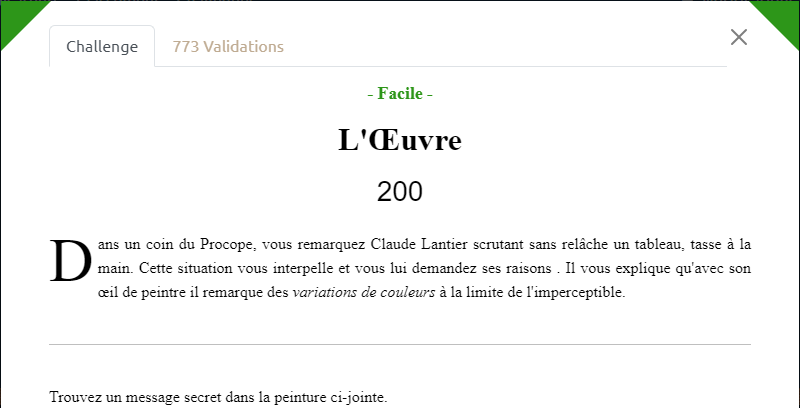 Challenge
773 Validations
- Facile -
L'Œuvre
200
Dans un coin du Procope, vous remarquez Claude Lantier scrutant sans relâche un tableau, tasse à la
main. Cette situation vous interpelle et vous lui demandez ses raisons . Il vous explique qu'avec son
œil de peintre il remarque des variations de couleurs à la limite de l'imperceptible.
Trouvez un message secret dans la peinture ci-jointe.